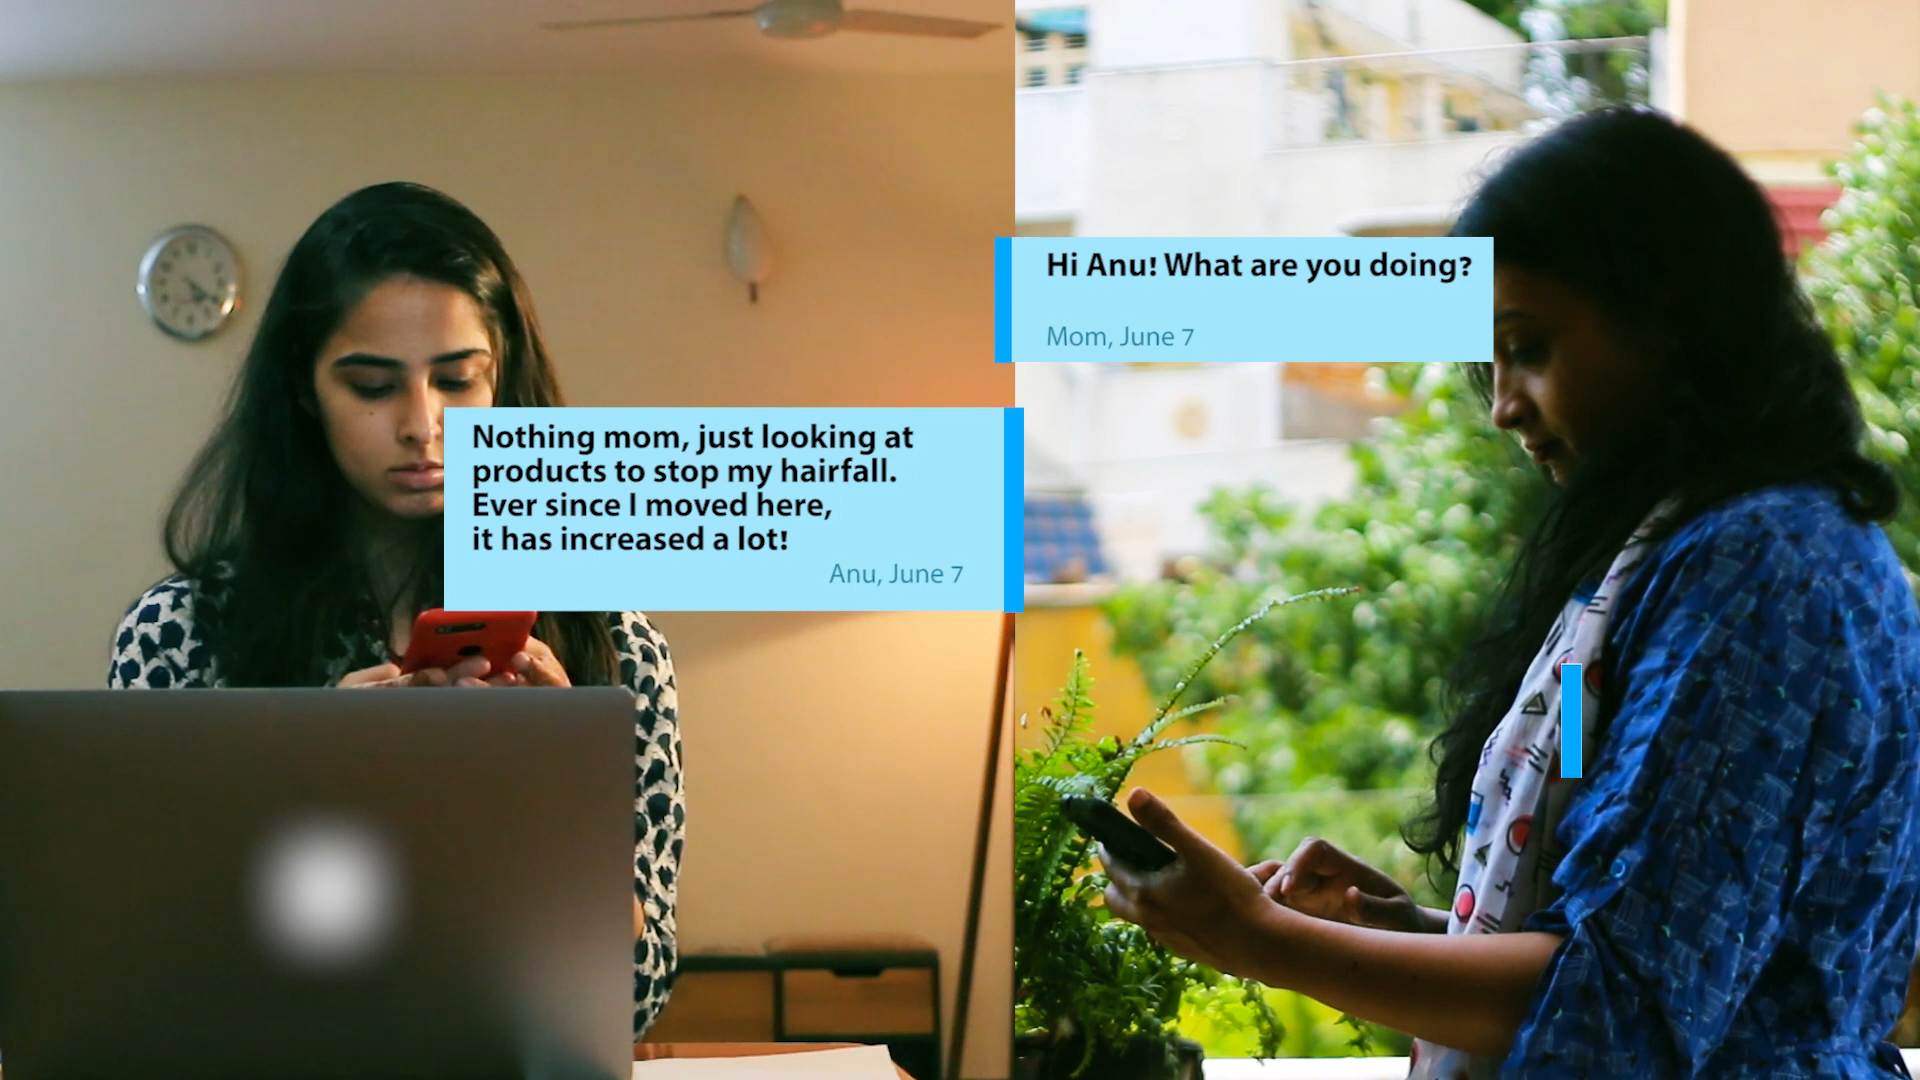 Hi Anu! What are you doing?
Mom, June 7
Nothing mom, just looking at
products to stop my hairfall.
Ever since I moved here,
it has increased a lot!
Anu, June 7